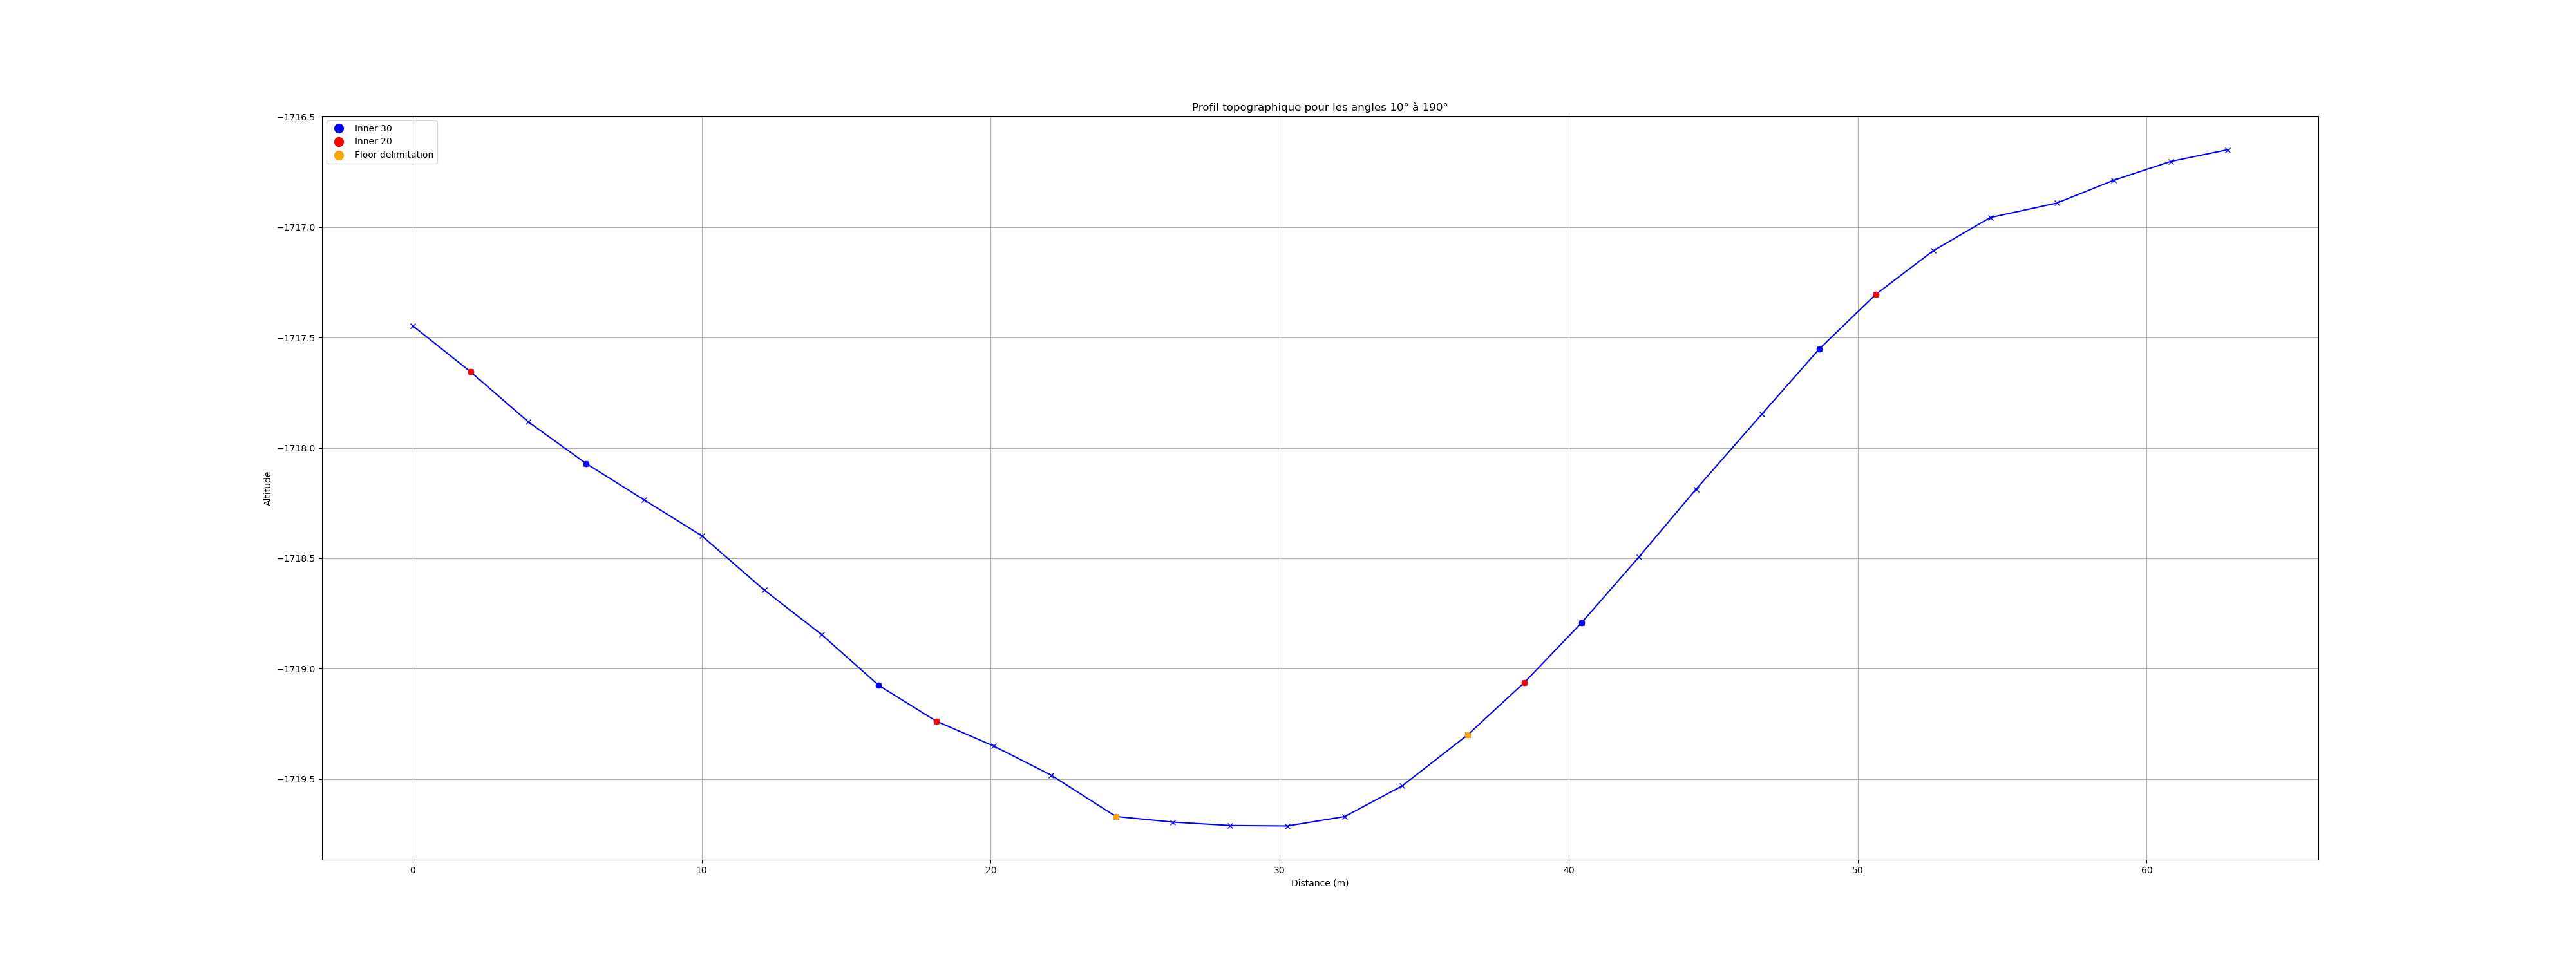 Profil topographique pour les angles 10° à 190°
Inner 30
Inner 20
Floor delimitation
−1716.5
−1717.0
−1717.5
−1718.0
−1718.5
−1719.0
−1719.5
Altitude
0 10 20 30 40 50 60
Distance (m)